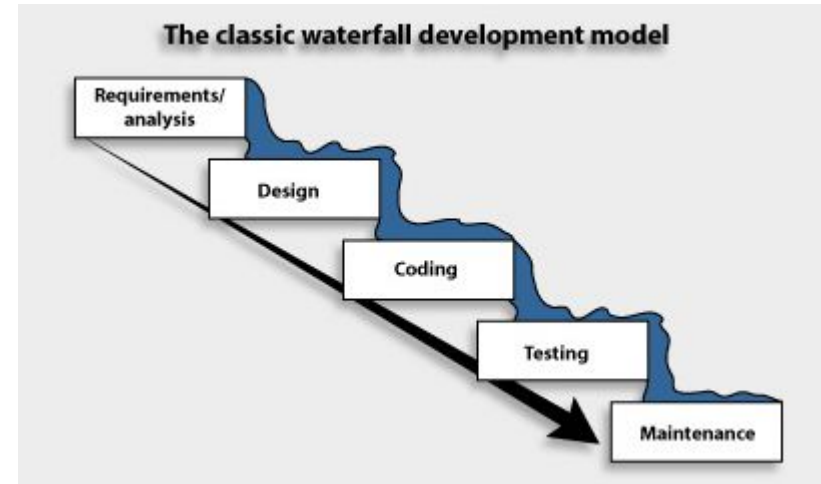 The classic waterfall development model
Requirements/
analysis
Design
Coding
Testing
Maintenance